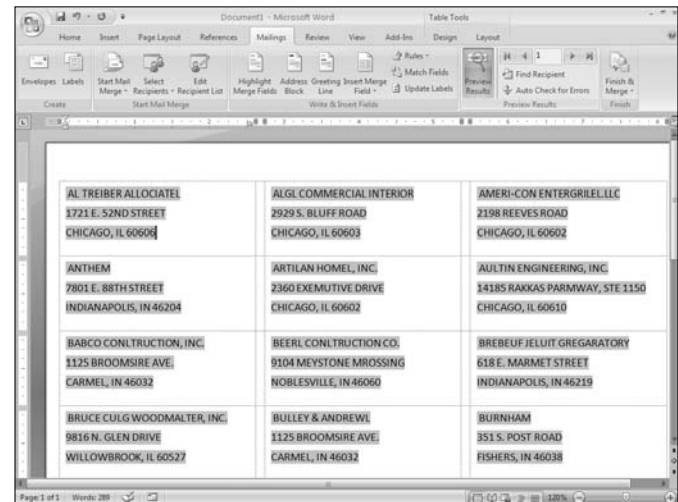 Document1 - Microsoft Word
Table Tools
Home Insert Page Layout References Mailings Review View Add-Ins Design Layout
Envelopes Labels
Start Mail Merge
Select Recipients
Edit Recipient List
Highlight Merge Fields
Address Block
Greeting Line
Insert Merge Field
Rules
Match Fields
Update Labels
Preview Results
1
Find Recipient
Auto Check for Errors
Finish & Merge
Create Start Mail Merge Write & Insert Fields Preview Results Finish
AL TREIBER ALLOCIATEL
1721 E. 52ND STREET
CHICAGO, IL 60606
ALGL COMMERCIAL INTERIOR
2929 S. BLUFF ROAD
CHICAGO, IL 60603
AMERI-CON ENTERGRILEL.LLC
2198 REEVES ROAD
CHICAGO, IL 60602
ANTHEM
7801 E. 88TH STREET
INDIANAPOLIS, IN 46204
ARTILAN HOMEL, INC.
2360 EXEMUTIVE DRIVE
CHICAGO, IL 60602
AULTIN ENGINEERING, INC.
14185 RAKKAS PARMWAY, STE 1150
CHICAGO, IL 60610
BABCO CONLTRUCTION, INC.
1125 BROOMSIRE AVE.
CARMEL, IN 46032
BEERL CONLTRUCTION CO.
9104 MEYSTONE MROSSING
NOBLESVILLE, IN 46060
BREBEUF JELUIT GREGARATORY
618 E. MARMET STREET
INDIANAPOLIS, IN 46219
BRUCE CULG WOODMALTER, INC.
9816 N. GLEN DRIVE
WILLOWBROOK, IL 60527
BULLEY & ANDREWL
1125 BROOMSIRE AVE.
CARMEL, IN 46032
BURNHAM
351 S. POST ROAD
FISHERS, IN 46038
Page: 1 of 1 Words: 289 120%